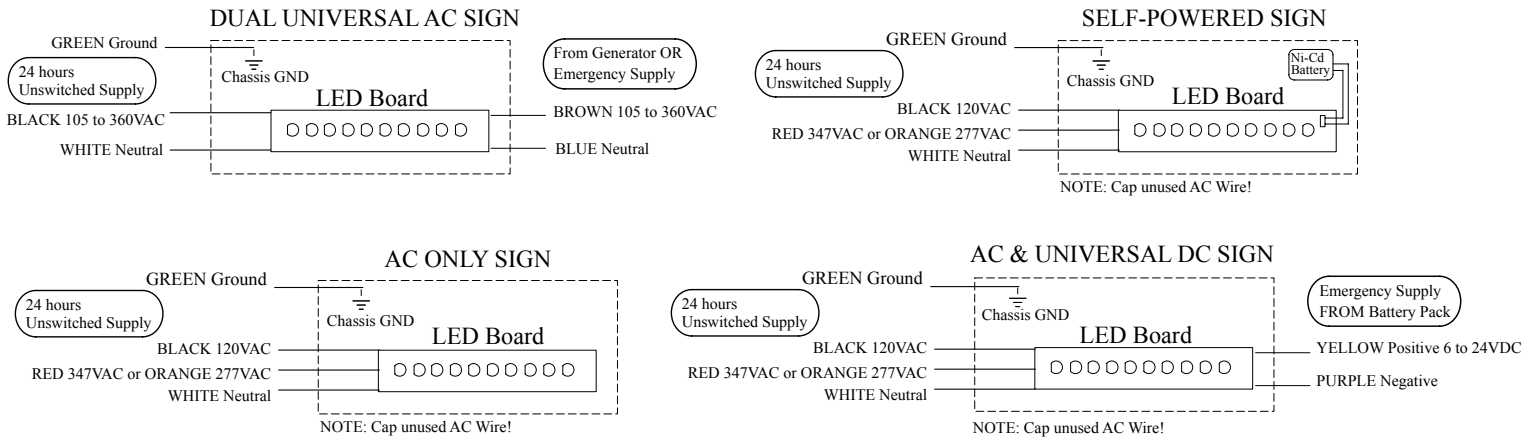 DUAL UNIVERSAL AC SIGN
GREEN Ground
24 hours
Unswitched Supply
Chassis GND
From Generator OR
Emergency Supply
LED Board
BLACK 105 to 360VAC
BROWN 105 to 360VAC
WHITE Neutral
BLUE Neutral
SELF-POWERED SIGN
GREEN Ground
24 hours
Unswitched Supply
Chassis GND
Ni-Cd
Battery
LED Board
BLACK 120VAC
RED 347VAC or ORANGE 277VAC
WHITE Neutral
NOTE: Cap unused AC Wire!
AC ONLY SIGN
GREEN Ground
24 hours
Unswitched Supply
Chassis GND
LED Board
BLACK 120VAC
RED 347VAC or ORANGE 277VAC
WHITE Neutral
NOTE: Cap unused AC Wire!
AC & UNIVERSAL DC SIGN
GREEN Ground
24 hours
Unswitched Supply
Chassis GND
Emergency Supply
FROM Battery Pack
LED Board
BLACK 120VAC
YELLOW Positive 6 to 24VDC
RED 347VAC or ORANGE 277VAC
PURPLE Negative
WHITE Neutral
NOTE: Cap unused AC Wire!